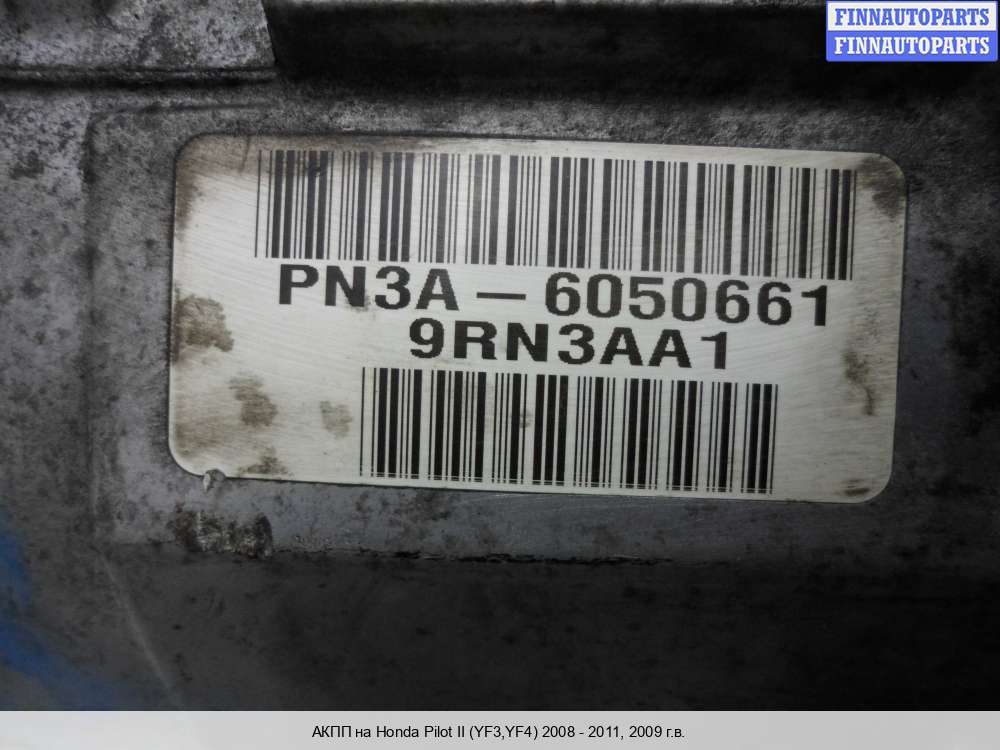 FINNAUTOPARTS
FINNAUTOPARTS
PN3A - 6050661
9RN3AA1
АКПП на Honda Pilot II (YF3,YF4) 2008 - 2011, 2009 г.в.